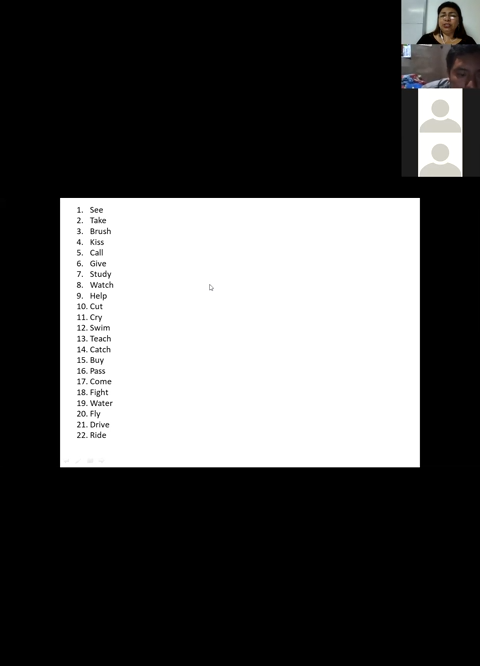 1. See
2. Take
3. Brush
4. Kiss
5. Call
6. Give
7. Study
8. Watch
9. Help
10. Cut
11. Cry
12. Swim
13. Teach
14. Catch
15. Buy
16. Pass
17. Come
18. Fight
19. Water
20. Fly
21. Drive
22. Ride